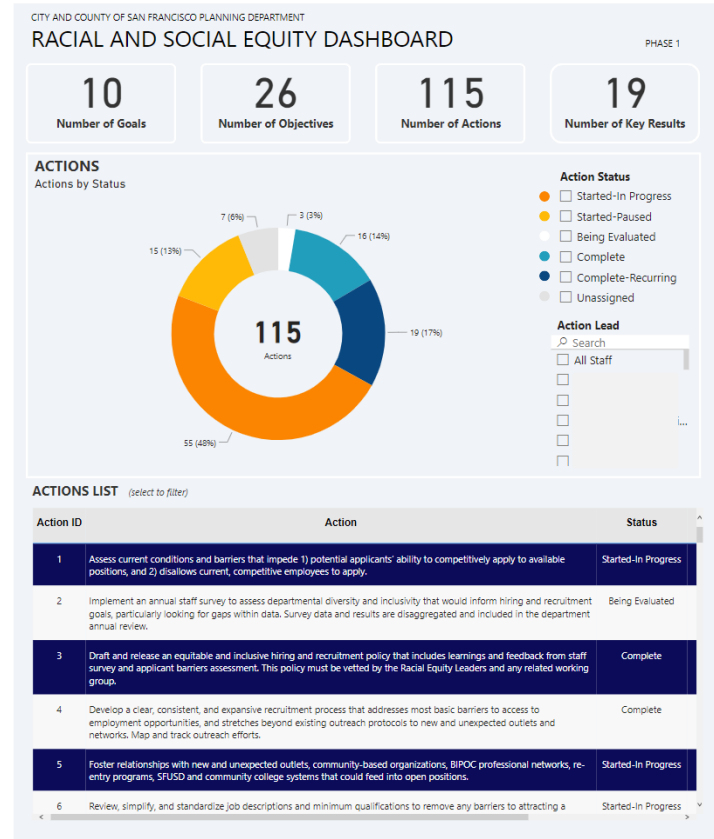 CITY AND COUNTY OF SAN FRANCISCO PLANNING DEPARTMENT
RACIAL AND SOCIAL EQUITY DASHBOARD
PHASE 1
10
Number of Goals
26
Number of Objectives
115
Number of Actions
19
Number of Key Results
ACTIONS
Actions by Status
3 (3%)
16 (14%)
19 (17%)
55 (48%)
15 (13%)
7 (6%)
115
Actions
Action Status
Started-In Progress
Started-Paused
Being Evaluated
Complete
Complete-Recurring
Unassigned
Action Lead
Search
All Staff
ACTIONS LIST (select to filter)
Action ID Action Status
1 Assess current conditions and barriers that impede 1) potential applicants' ability to competitively apply to available Started-In Progress
positions, and 2) disallows current, competitive employees to apply.
2 Implement an annual staff survey to assess departmental diversity and inclusivity that would inform hiring and recruitment Being Evaluated
goals, particularly looking for gaps within data. Survey data and results are disaggregated and included in the department
annual review.
3 Draft and release an equitable and inclusive hiring and recruitment policy that includes learnings and feedback from staff Complete
survey and applicant barriers assessment. This policy must be vetted by the Racial Equity Leaders and any related working
group.
4 Develop a clear, consistent, and expansive recruitment process that addresses most basic barriers to access to Complete
employment opportunities, and stretches beyond existing outreach protocols to new and unexpected outlets and
networks. Map and track outreach efforts.
5 Foster relationships with new and unexpected outlets, community-based organizations, BIPOC professional networks, re- Started-In Progress
entry programs, SFUSD and community college systems that could feed into open positions.
6 Review, simplify, and standardize job descriptions and minimum qualifications to remove any barriers to attracting a Started-In Progress